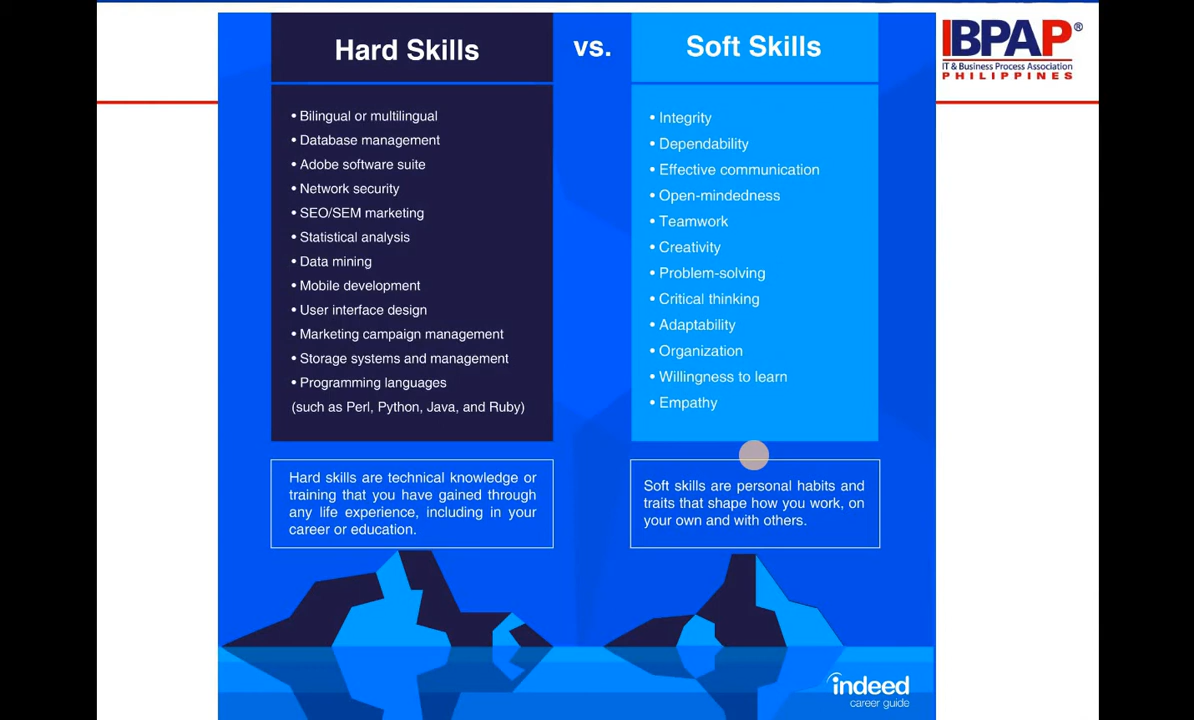 Hard Skills
vs.
Soft Skills
IBPAP®
IT & Business Process Association
PHILIPPINES
• Bilingual or multilingual
• Database management
• Adobe software suite
• Network security
• SEO/SEM marketing
• Statistical analysis
• Data mining
• Mobile development
• User interface design
• Marketing campaign management
• Storage systems and management
• Programming languages
(such as Perl, Python, Java, and Ruby)
• Integrity
• Dependability
• Effective communication
• Open-mindedness
• Teamwork
• Creativity
• Problem-solving
• Critical thinking
• Adaptability
• Organization
• Willingness to learn
• Empathy
Hard skills are technical knowledge or
training that you have gained through
any life experience, including in your
career or education.
Soft skills are personal habits and
traits that shape how you work, on
your own and with others.
indeed
career guide